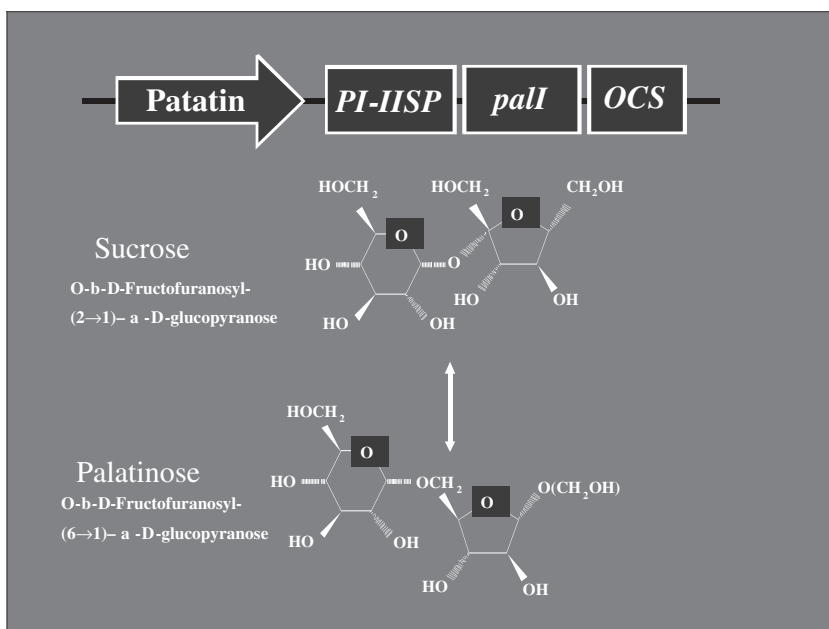 Patatin PI-IISP palI OCS
HOCH2 HOCH2 CH2OH
O
O
Sucrose
HO O
O-b-D-Fructofuranosyl-
HO OH
(2→1)– a -D-glucopyranose
HO OH
HOCH2
Palatinose
O
HO OCH2 O O(CH2OH)
O-b-D-Fructofuranosyl-
(6→1)– a -D-glucopyranose
HO OH
HO OH